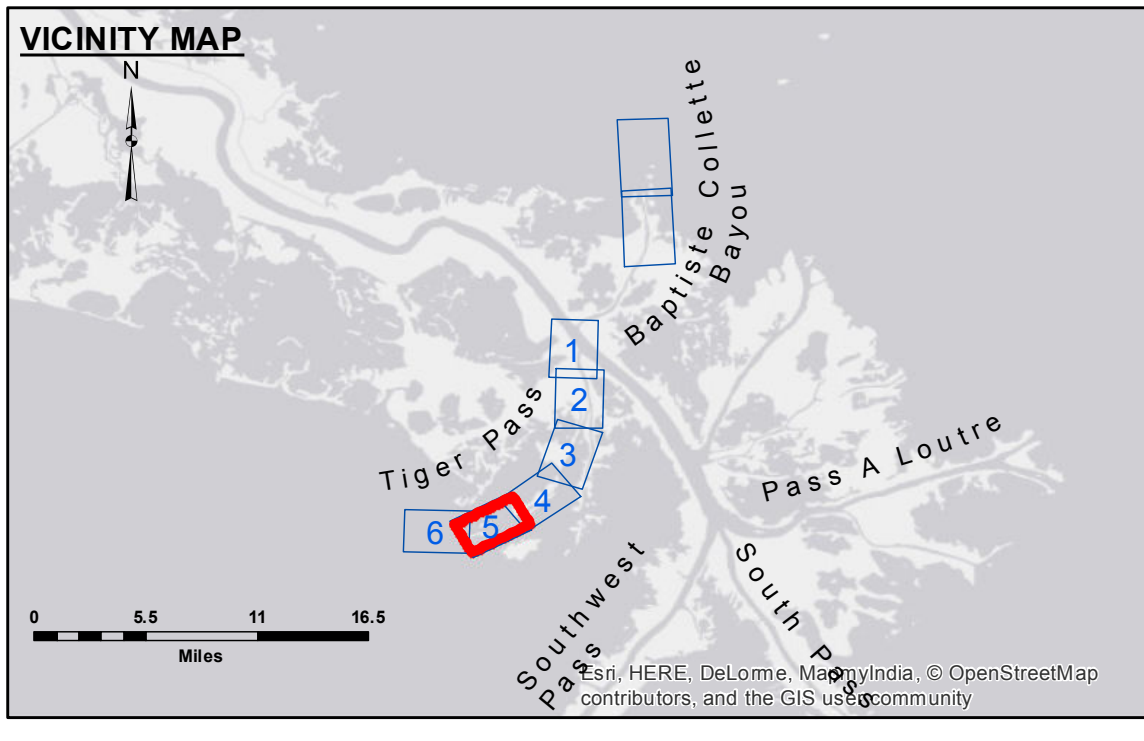 VICINITY MAP
N
Baptiste Collette
Bayou
1
2
Tiger Pass
3
Pass A Loutre
4
5
6
Southwest
Pass
South Pass
0 5.5 11 16.5
Miles
Esri, HERE, DeLorme, MapmyIndia, © OpenStreetMap
contributors, and the GIS user community